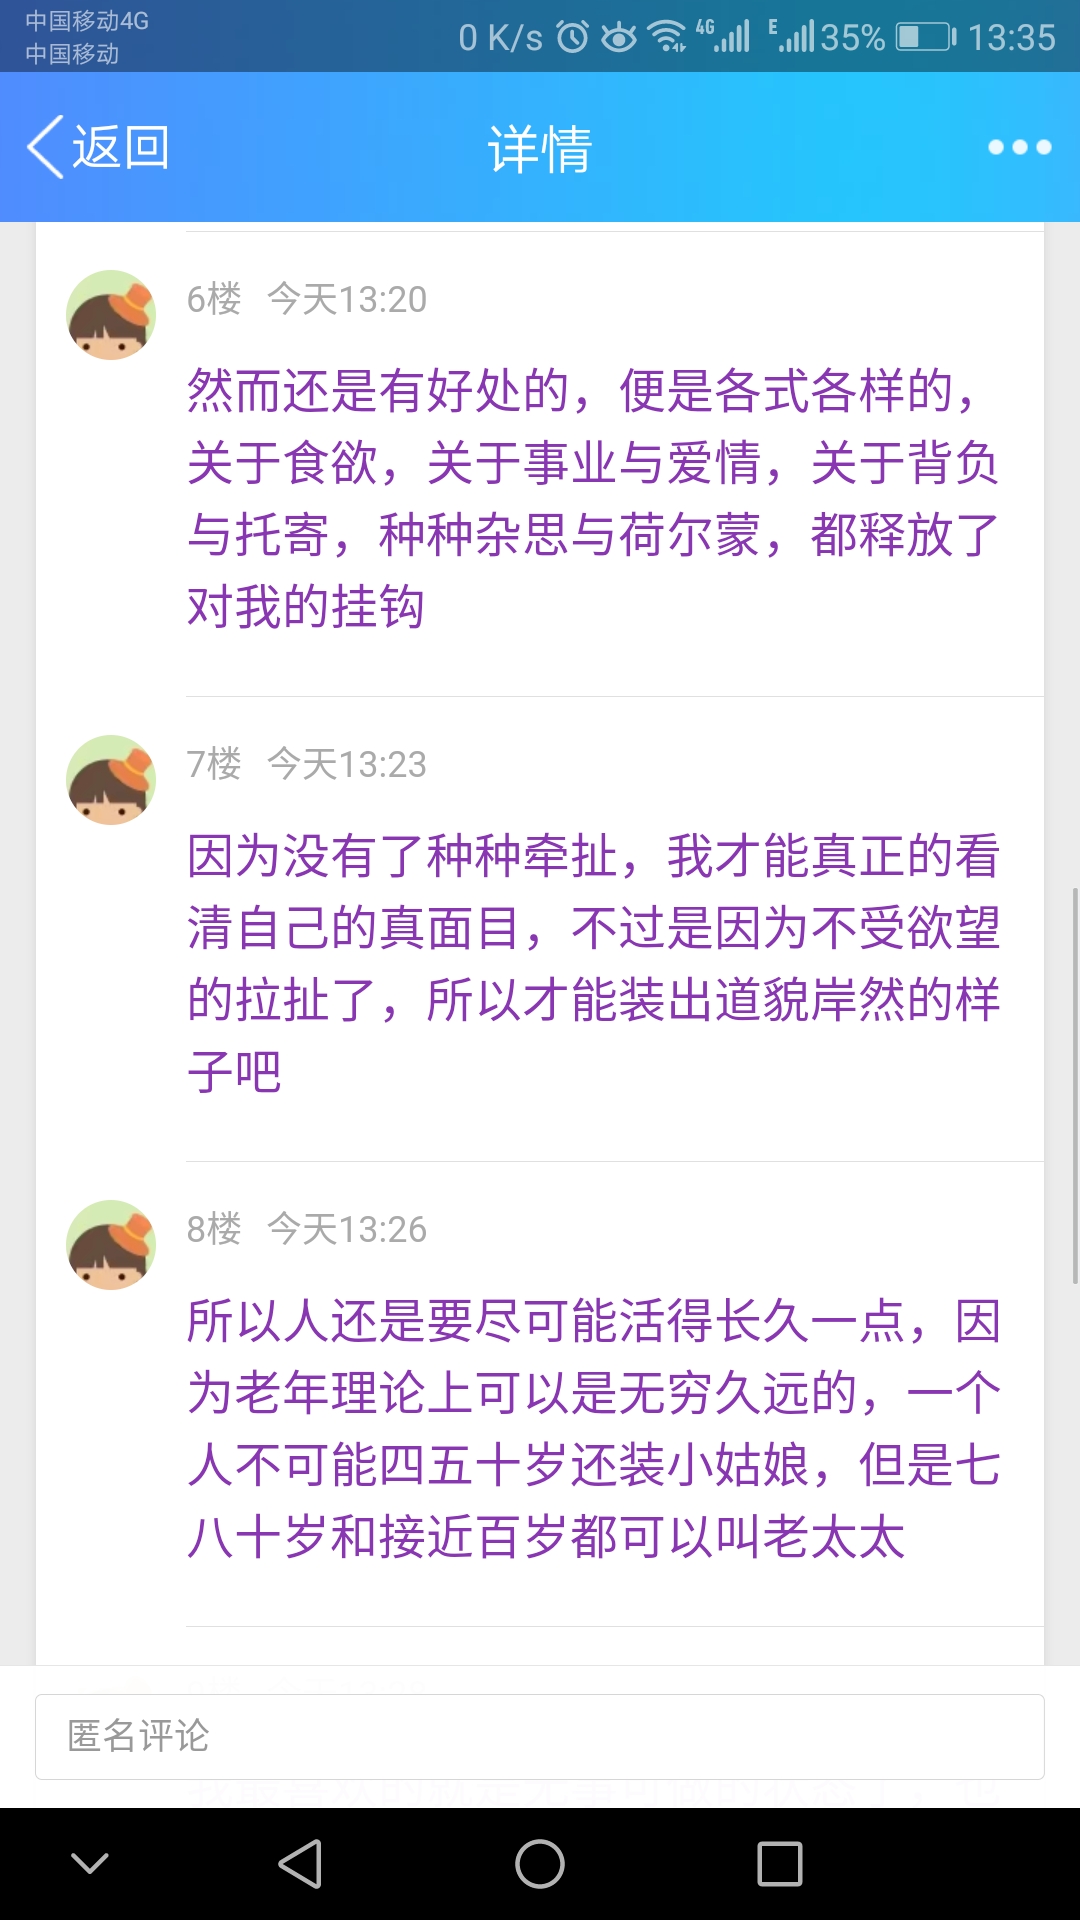 中国移动4G
中国移动
0 K/s 4G E 35% 13:35
返回 详情
6楼 今天13:20
然而还是有好处的，便是各式各样的，
关于食欲，关于事业与爱情，关于背负
与托寄，种种杂思与荷尔蒙，都释放了
对我的挂钩
7楼 今天13:23
因为没有了种种牵扯，我才能真正的看
清自己的真面目，不过是因为不受欲望
的拉扯了，所以才能装出道貌岸然的样
子吧
8楼 今天13:26
所以人还是要尽可能活得长久一点，因
为老年理论上可以是无穷久远的，一个
人不可能四五十岁还装小姑娘，但是七
八十岁和接近百岁都可以叫老太太
匿名评论